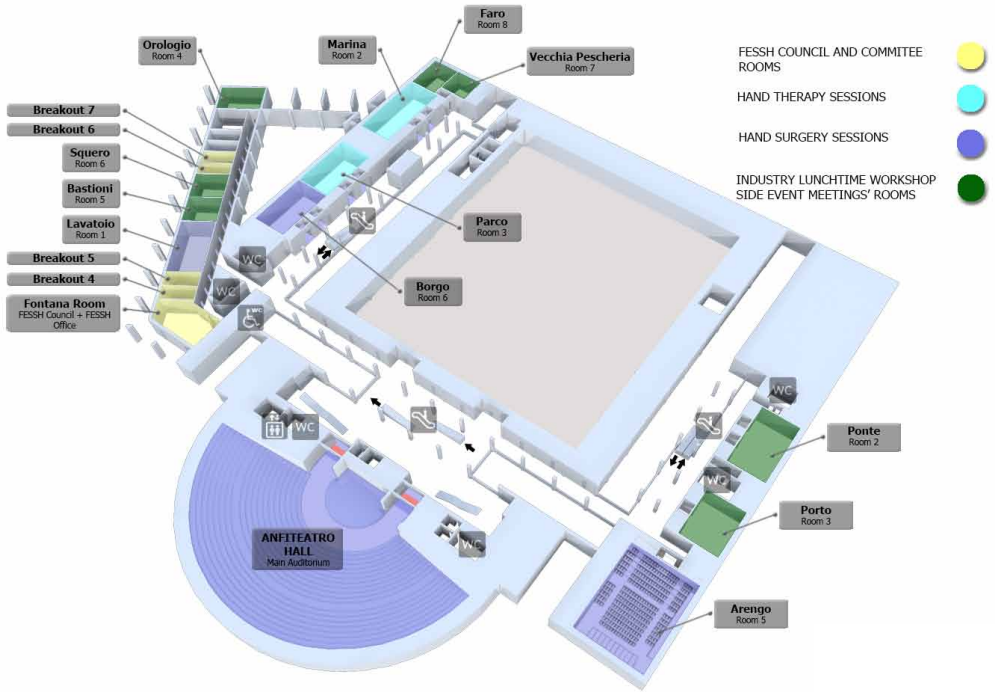 Faro
Room 8
Orologio
Room 4
Marina
Room 2
Vecchia Pescheria
Room 7
FESSH COUNCIL AND COMMITEE
ROOMS
HAND THERAPY SESSIONS
HAND SURGERY SESSIONS
INDUSTRY LUNCHTIME WORKSHOP
SIDE EVENT MEETINGS' ROOMS
Breakout 7
Breakout 6
Squero
Room 6
Bastioni
Room 5
Lavatoio
Room 1
Breakout 5
Breakout 4
Fontana Room
FESSH Council + FESSH
Office
Parco
Room 3
Borgo
Room 6
WC
WC
WC
WC
WC
WC
WC
Ponte
Room 2
Porto
Room 3
ANFITEATRO
HALL
Main Auditorium
Arengo
Room 5